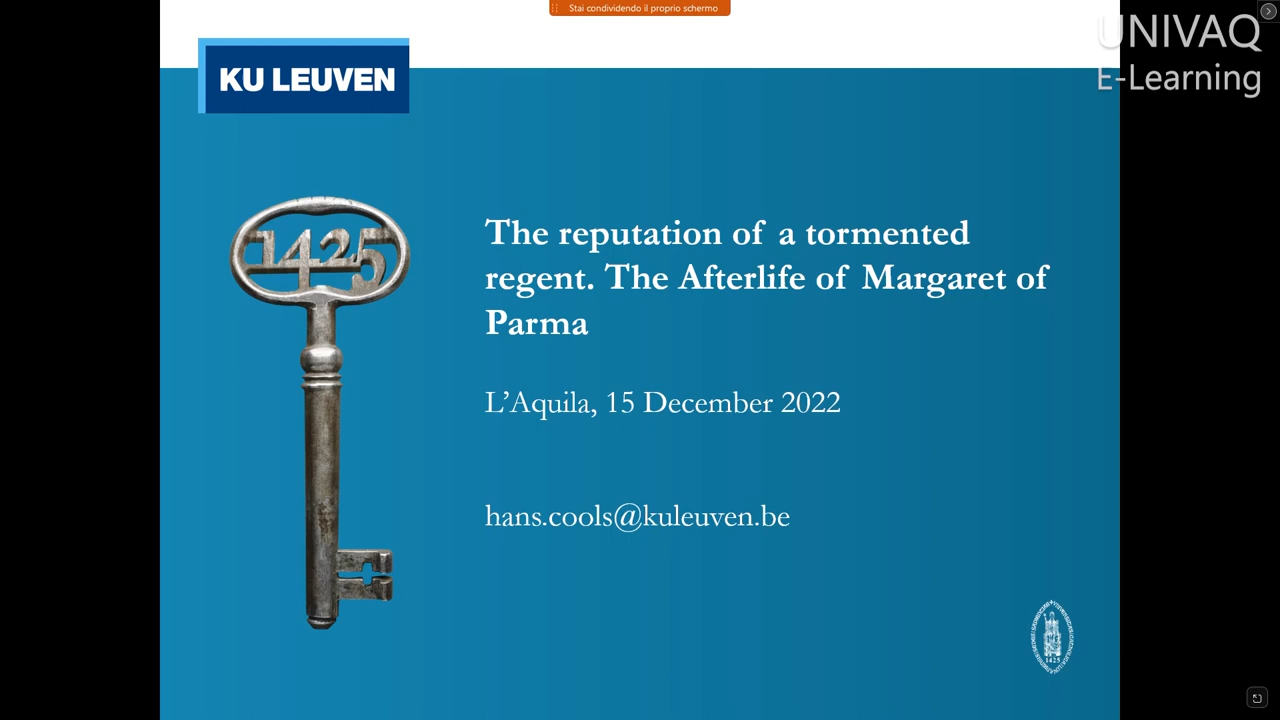 Stai condividendo il proprio schermo
UNIVAQ
E-Learning
KU LEUVEN
1425
The reputation of a tormented
regent. The Afterlife of Margaret of
Parma
L’Aquila, 15 December 2022
hans.cools@kuleuven.be
1425